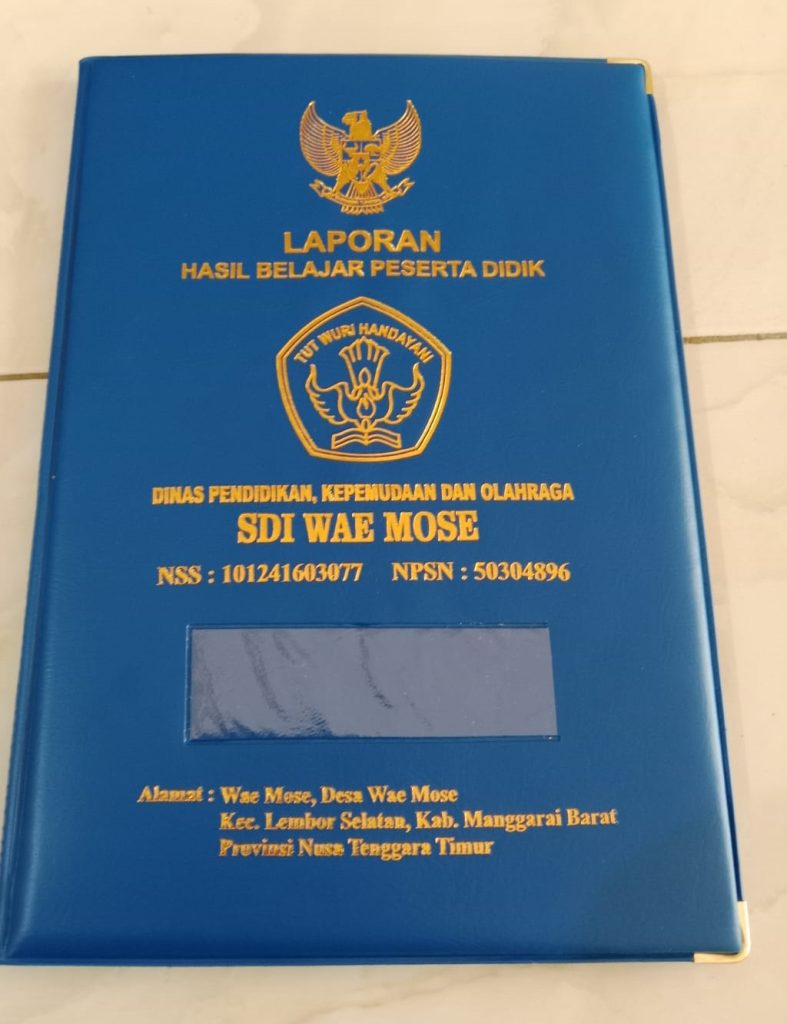 LAPORAN
HASIL BELAJAR PESERTA DIDIK
TUT WURI HANDAYANI
DINAS PENDIDIKAN, KEPEMUDAAN DAN OLAHRAGA
SDI WAE MOSE
NSS : 101241603077 NPSN : 50304896
Alamat : Wae Mose, Desa Wae Mose
Kec. Lembor Selatan, Kab. Manggarai Barat
Provinsi Nusa Tenggara Timur